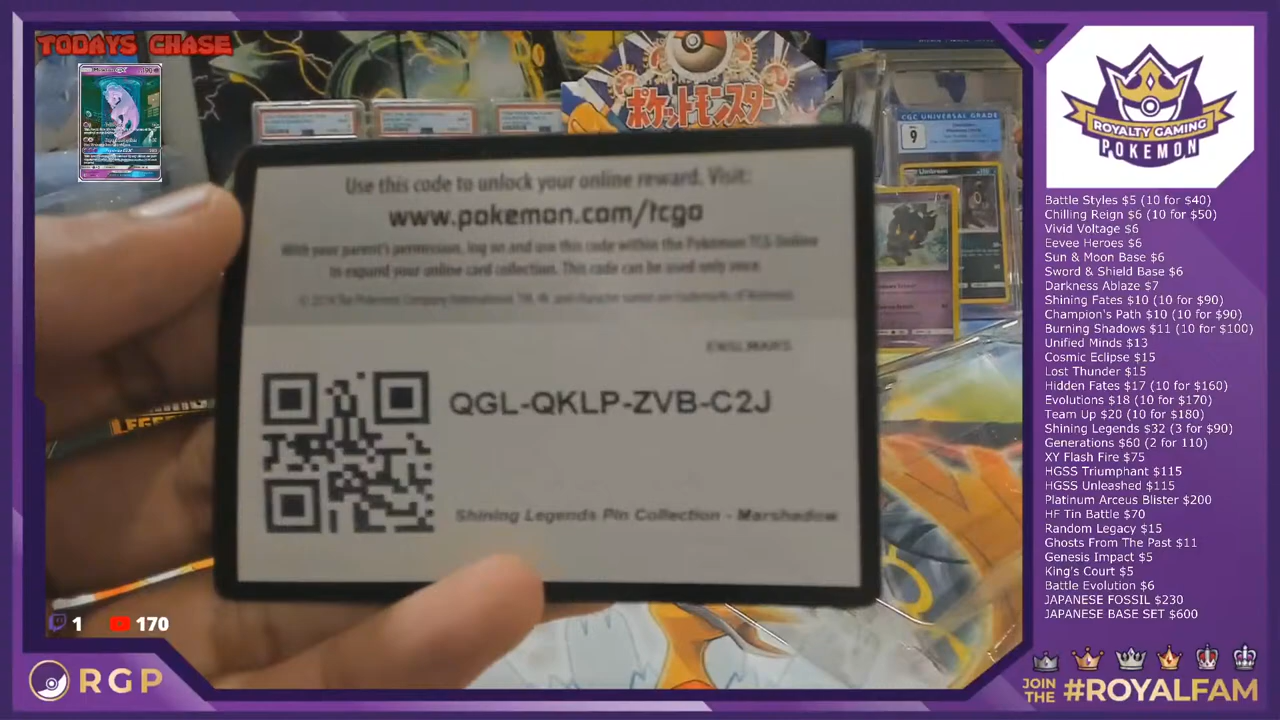 TODAYS CHASE
ポケットモンスター
CGC UNIVERSAL GRADE
9
Umbreon
Use this code to unlock your online reward. Visit:
www.pokemon.com/tcgo
With your parent's permission, log on and use this code within the Pokémon TCG Online
to expand your online card collection. This code can be used only once.
QGL-QKLP-ZVB-C2J
Shining Legends Pin Collection - Marshadow
1
170
RGP
ROYALTY GAMING
POKEMON
Battle Styles $5 (10 for $40)
Chilling Reign $6 (10 for $50)
Vivid Voltage $6
Eevee Heroes $6
Sun & Moon Base $6
Sword & Shield Base $6
Darkness Ablaze $7
Shining Fates $10 (10 for $90)
Champion's Path $10 (10 for $90)
Burning Shadows $11 (10 for $100)
Unified Minds $13
Cosmic Eclipse $15
Lost Thunder $15
Hidden Fates $17 (10 for $160)
Evolutions $18 (10 for $170)
Team Up $20 (10 for $180)
Shining Legends $32 (3 for $90)
Generations $60 (2 for 110)
XY Flash Fire $75
HGSS Triumphant $115
HGSS Unleashed $115
Platinum Arceus Blister $200
HF Tin Battle $70
Random Legacy $15
Ghosts From The Past $11
Genesis Impact $5
King's Court $5
Battle Evolution $6
JAPANESE FOSSIL $230
JAPANESE BASE SET $600
JOIN THE #ROYALFAM